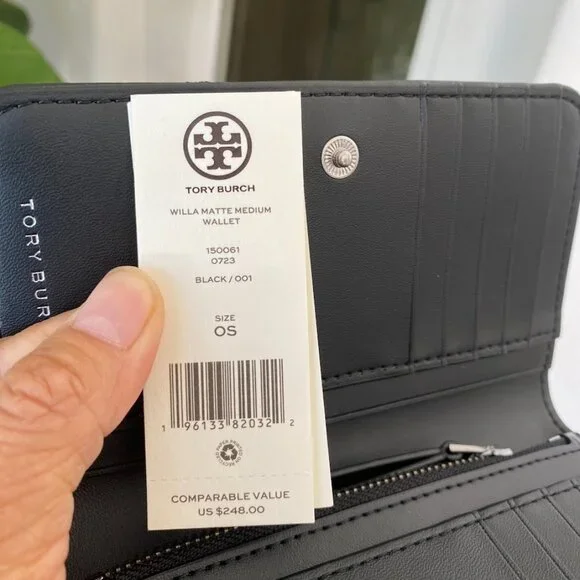 TORY BURCH
WILLA MATTE MEDIUM
WALLET
150061
0723
BLACK / 001
SIZE
OS
1 96133 82032 2
COMPARABLE VALUE
US $248.00
TORY BUR